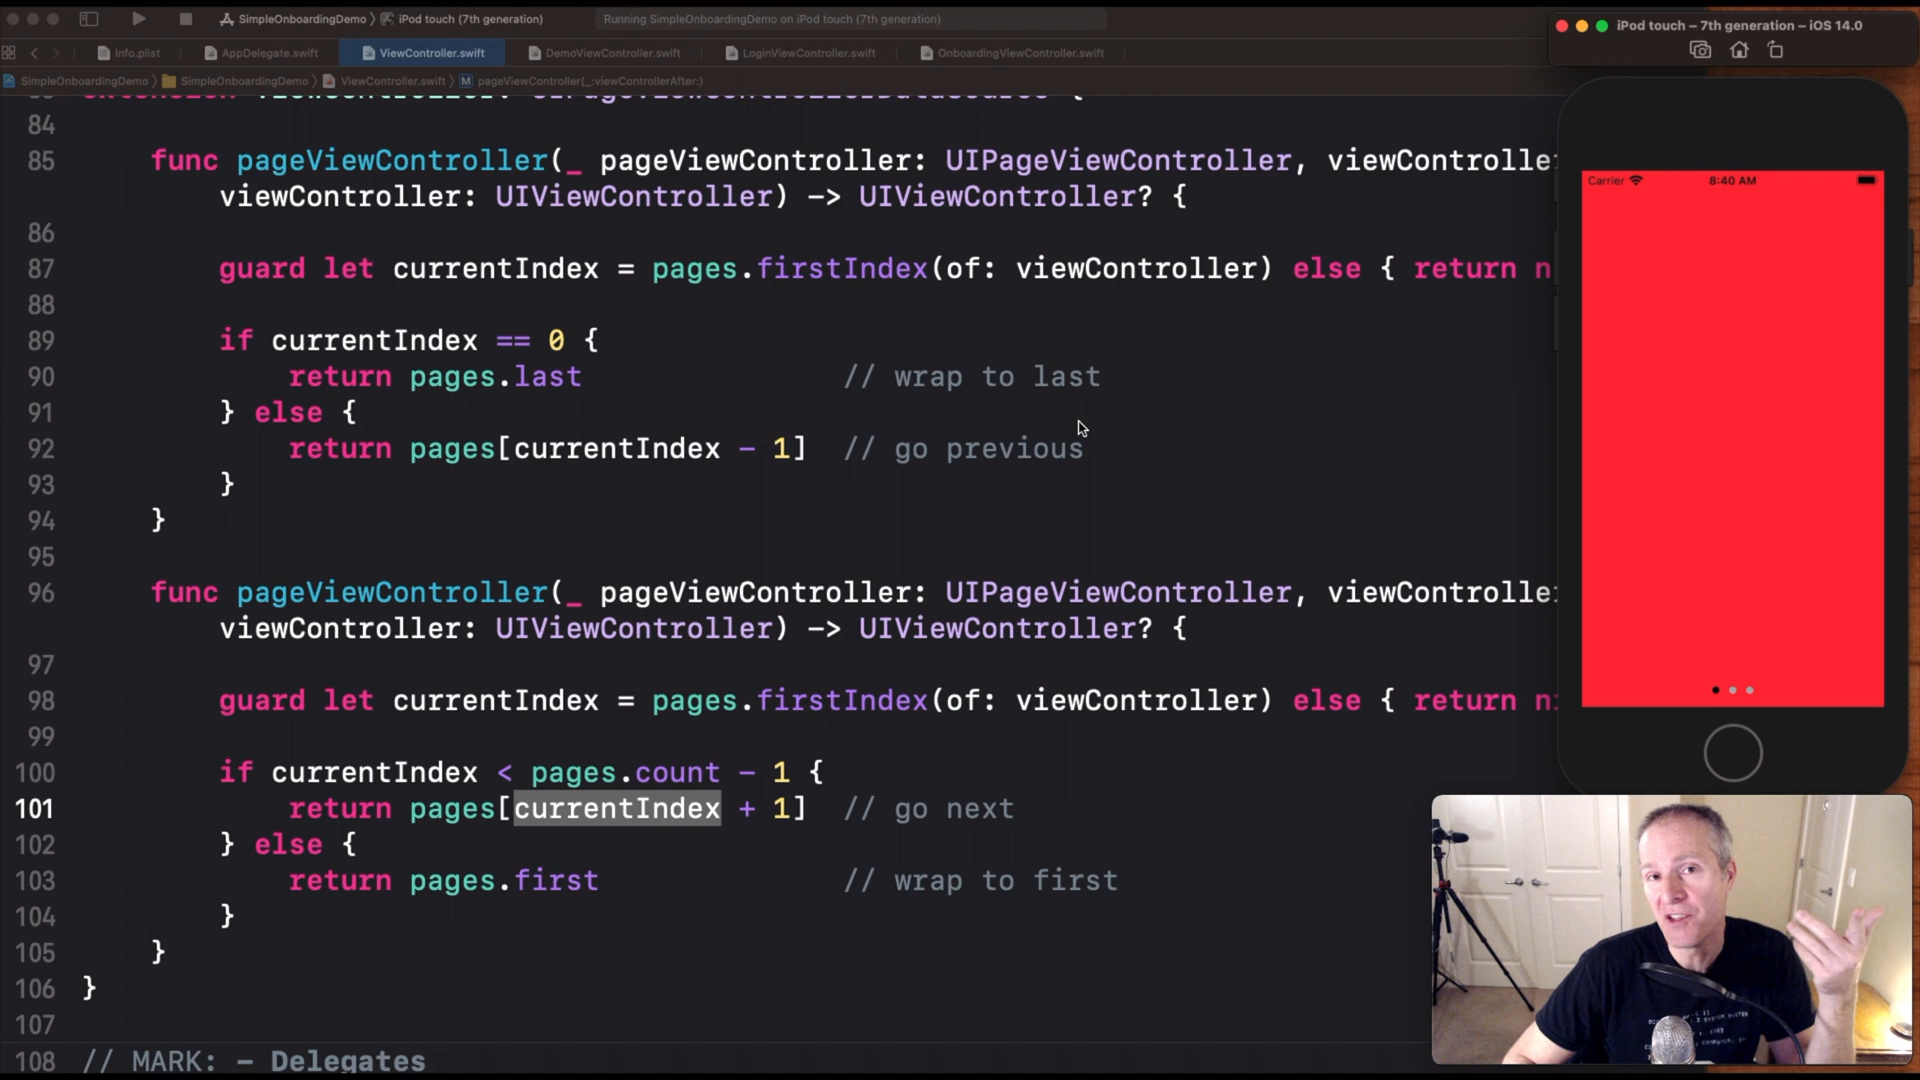 SimpleOnboardingDemo 〉 iPod touch (7th generation)
Running SimpleOnboardingDemo on iPod touch (7th generation)
iPod touch – 7th generation – iOS 14.0
Info.plist
AppDelegate.swift
ViewController.swift
DemoViewController.swift
LoginViewController.swift
OnboardingViewController.swift
SimpleOnboardingDemo 〉 SimpleOnboardingDemo 〉 ViewController.swift 〉 M pageViewController(_:viewControllerAfter:)
84
85 func pageViewController(_ pageViewController: UIPageViewController, viewController
viewController: UIViewController) -> UIViewController? {
86
87 guard let currentIndex = pages.firstIndex(of: viewController) else { return n
88
89 if currentIndex == 0 {
90 return pages.last // wrap to last
91 } else {
92 return pages[currentIndex - 1] // go previous
93 }
94 }
95
96 func pageViewController(_ pageViewController: UIPageViewController, viewController
viewController: UIViewController) -> UIViewController? {
97
98 guard let currentIndex = pages.firstIndex(of: viewController) else { return ni
99
100 if currentIndex < pages.count - 1 {
101 return pages[currentIndex + 1] // go next
102 } else {
103 return pages.first // wrap to first
104 }
105 }
106 }
107
108 // MARK: - Delegates
Carrier 8:40 AM